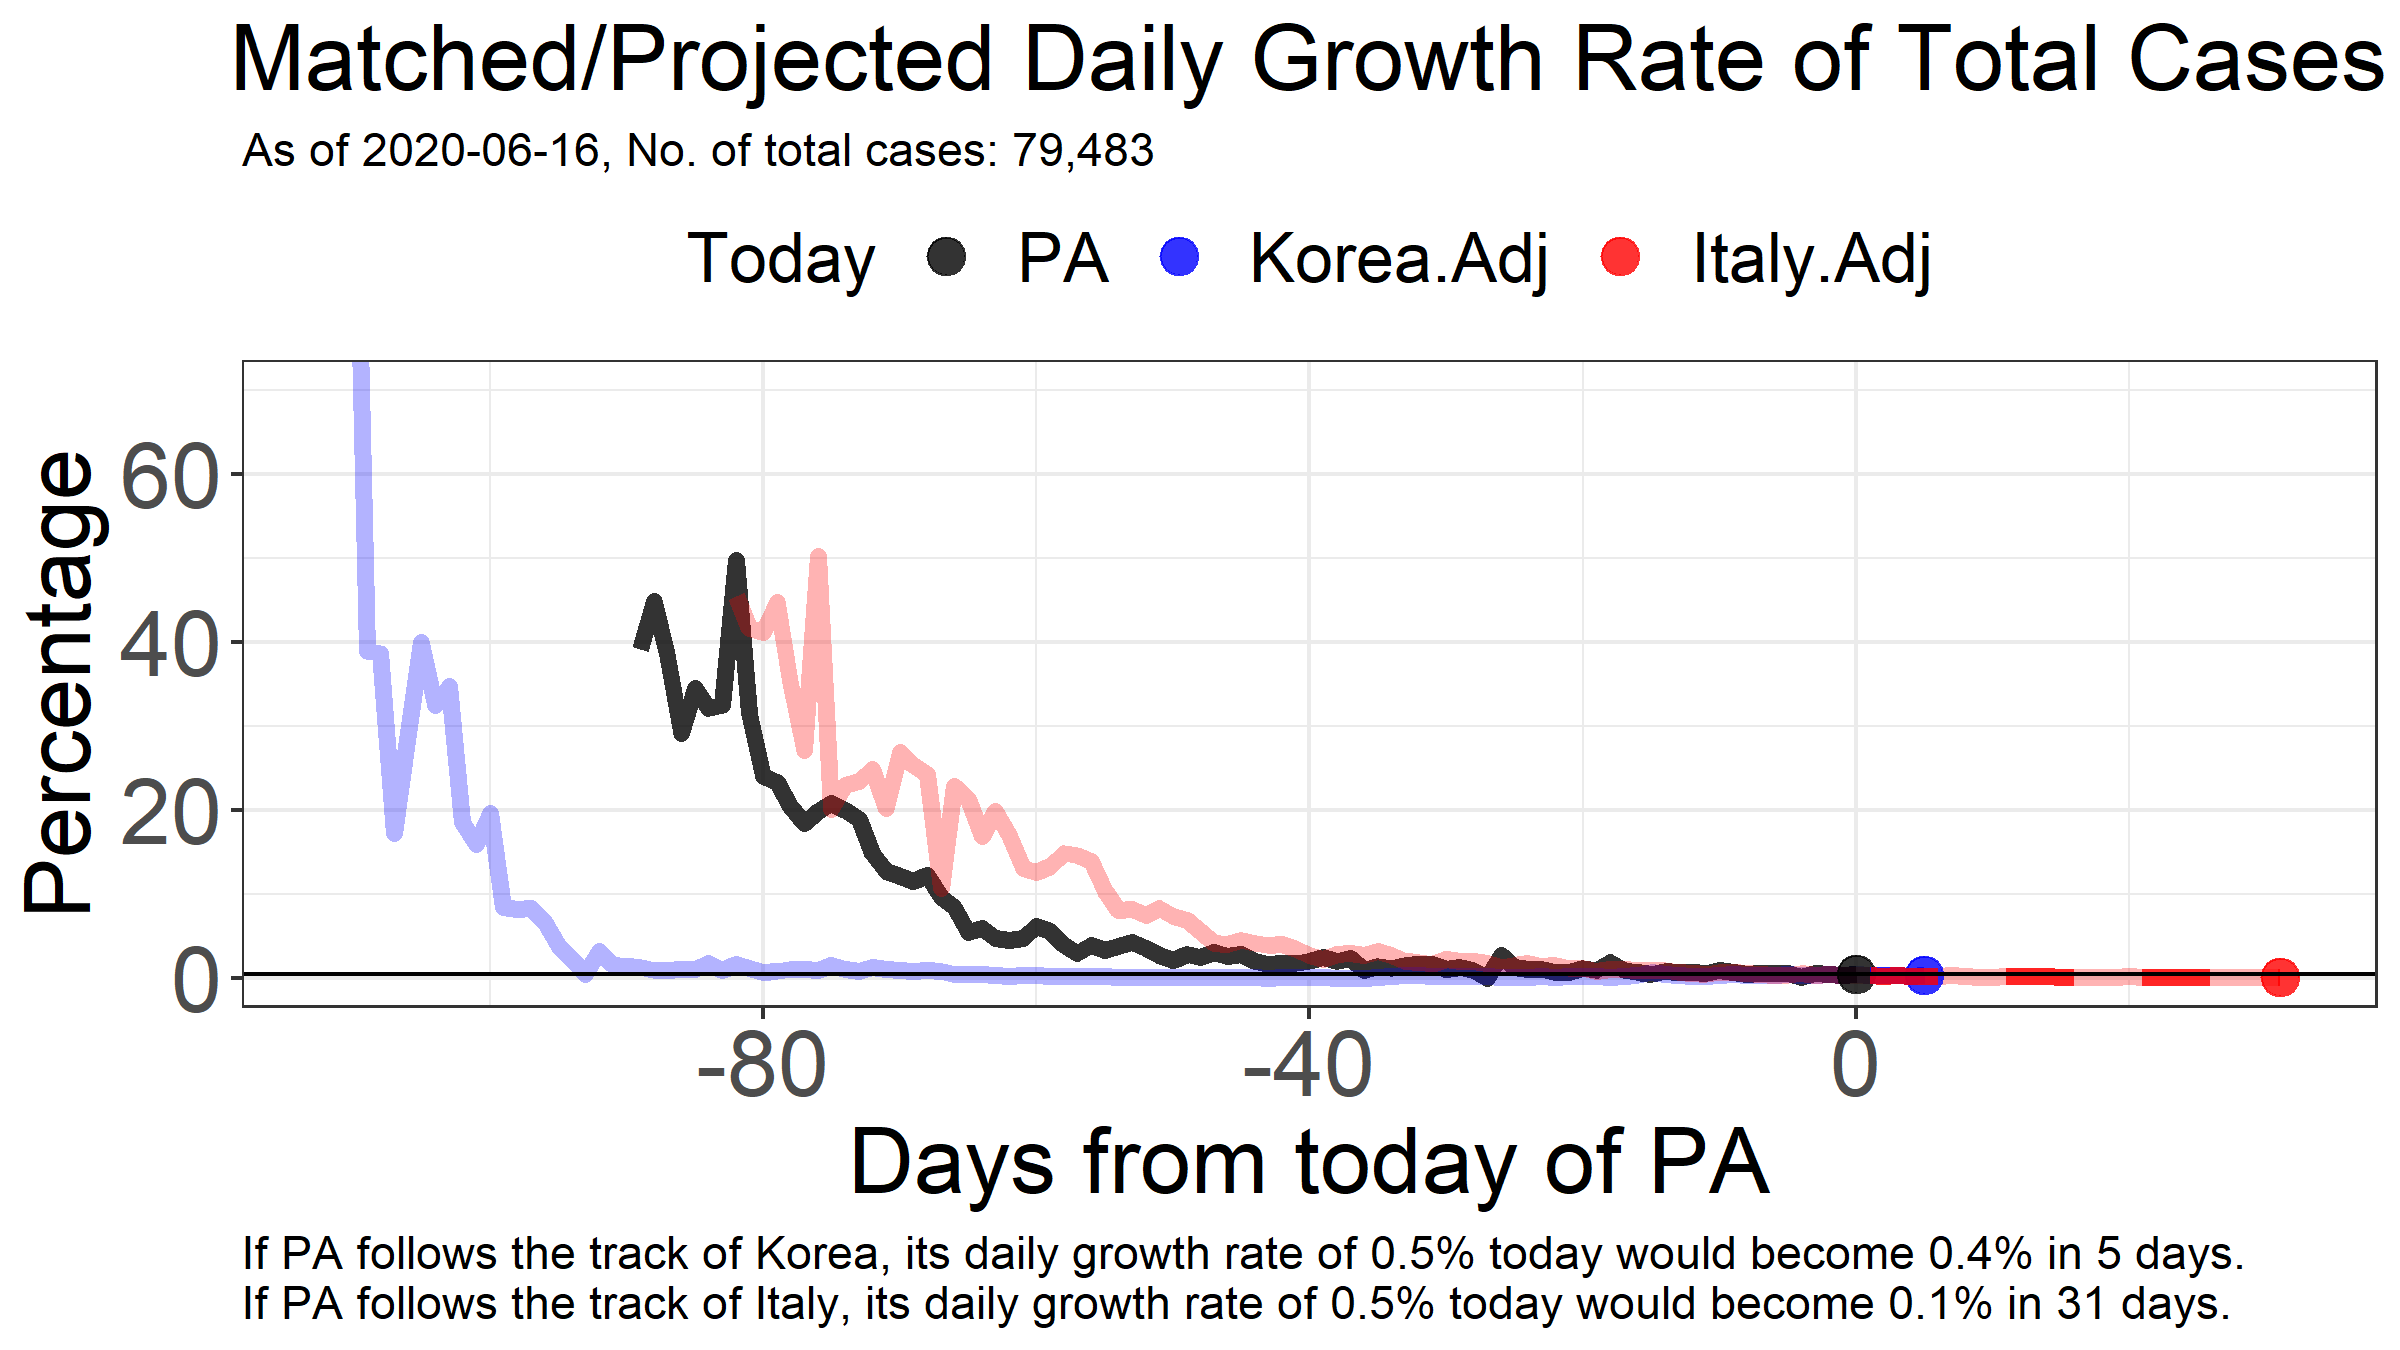 Matched/Projected Daily Growth Rate of Total Cases
As of 2020-06-16, No. of total cases: 79,483
Today PA Korea.Adj Italy.Adj
Percentage
60
40
20
0
-80 -40 0
Days from today of PA
If PA follows the track of Korea, its daily growth rate of 0.5% today would become 0.4% in 5 days.
If PA follows the track of Italy, its daily growth rate of 0.5% today would become 0.1% in 31 days.